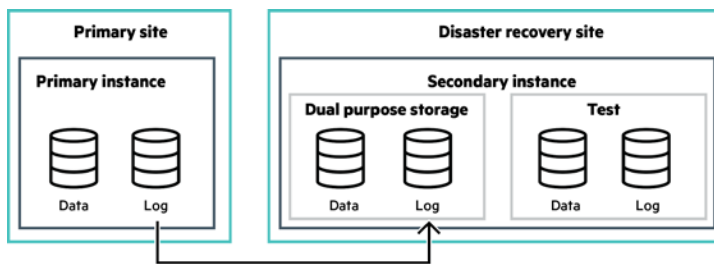 Primary site
Primary instance
Data
Log
Disaster recovery site
Secondary instance
Dual purpose storage
Data
Log
Test
Data
Log